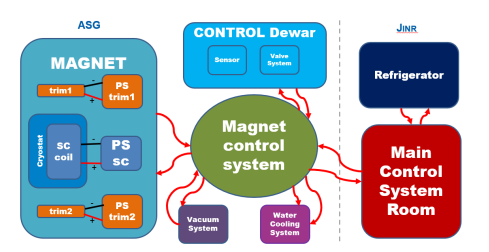 ASG
JINR
MAGNET
trim1
-
+
PS
trim1
Cryostat
SC
coil
-
+
PS
SC
trim2
-
+
PS
trim2
CONTROL Dewar
Sensor
Valve
System
Magnet
control
system
Vacuum
System
Water
Cooling
System
Refrigerator
Main
Control
System
Room